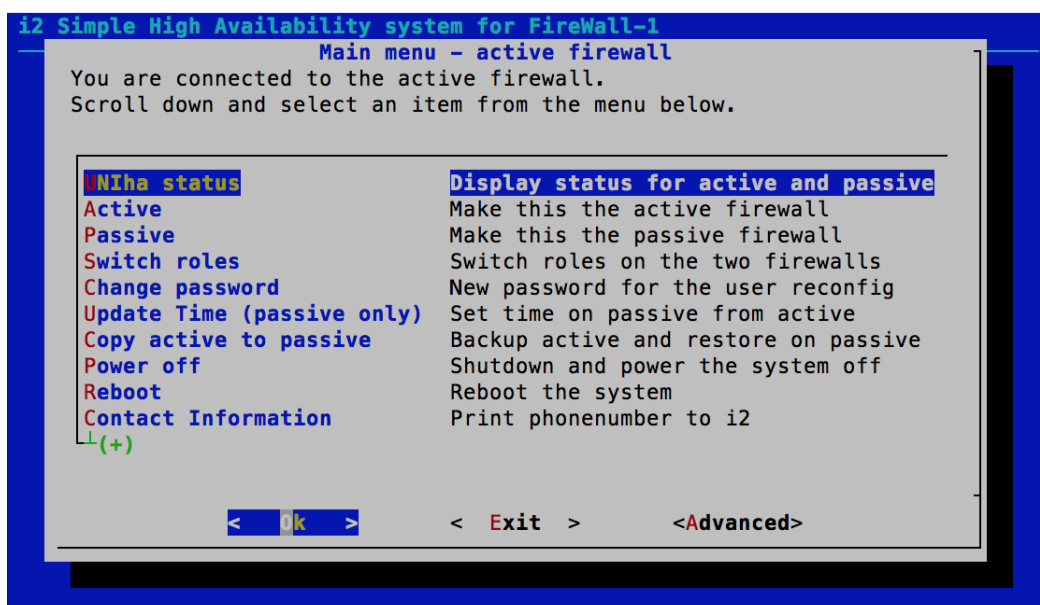 i2 Simple High Availability system for FireWall-1
Main menu - active firewall
You are connected to the active firewall.
Scroll down and select an item from the menu below.
UNIha status Display status for active and passive
Active Make this the active firewall
Passive Make this the passive firewall
Switch roles Switch roles on the two firewalls
Change password New password for the user reconfig
Update Time (passive only) Set time on passive from active
Copy active to passive Backup active and restore on passive
Power off Shutdown and power the system off
Reboot Reboot the system
Contact Information Print phonenumber to i2
(+)
< Ok > < Exit > <Advanced>